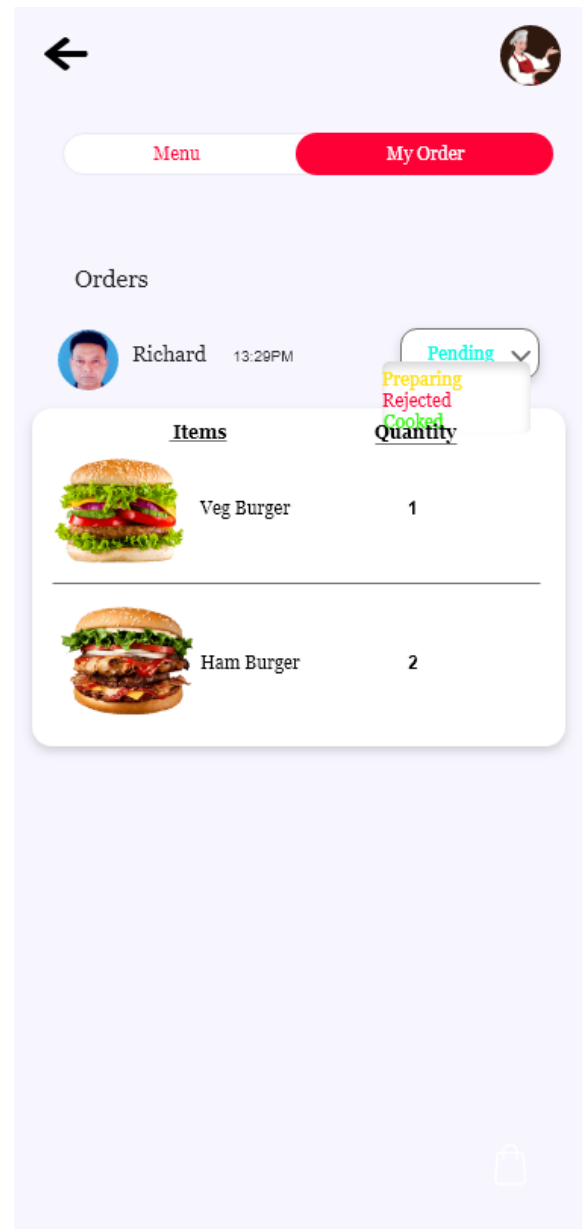 Menu My Order
Orders
Richard 13:29PM Pending
Preparing
Rejected
Cooked
Items Quantity
Veg Burger 1
Ham Burger 2